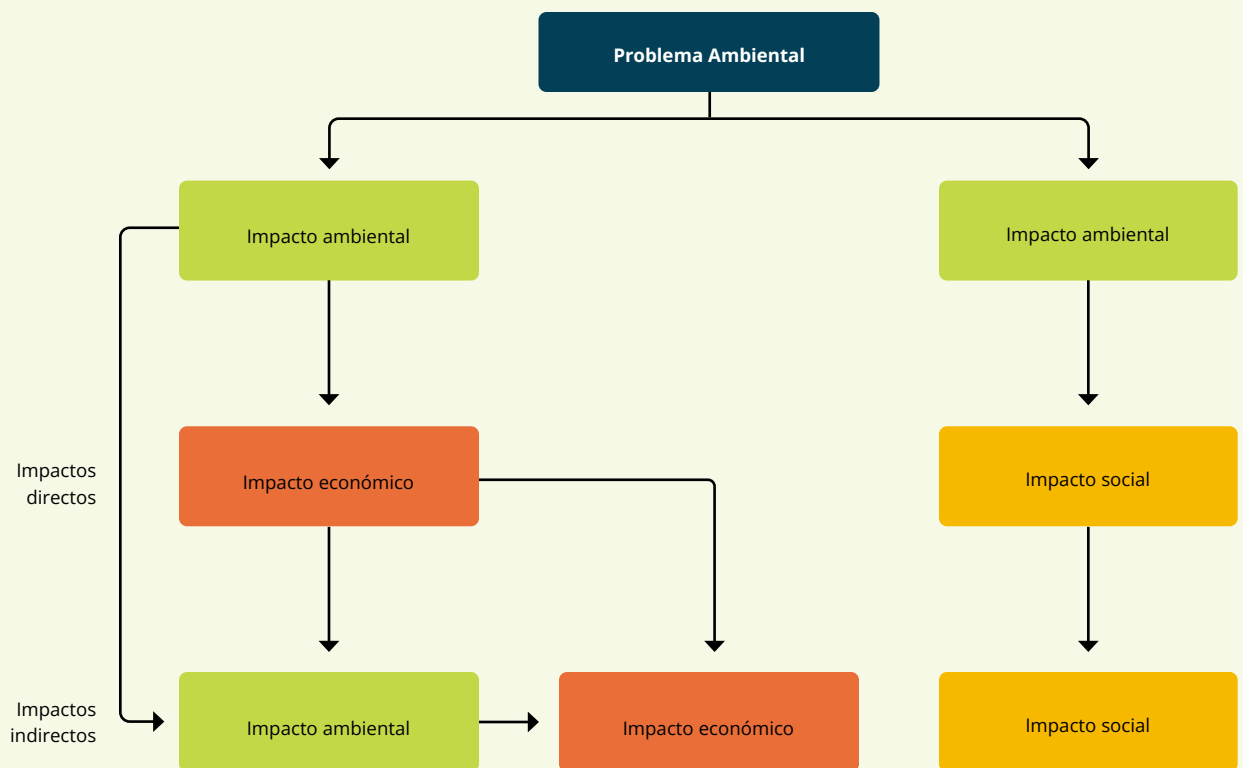 Problema Ambiental
Impacto ambiental
Impacto ambiental
Impactos
directos
Impacto económico
Impacto social
Impactos
indirectos
Impacto ambiental
Impacto económico
Impacto social